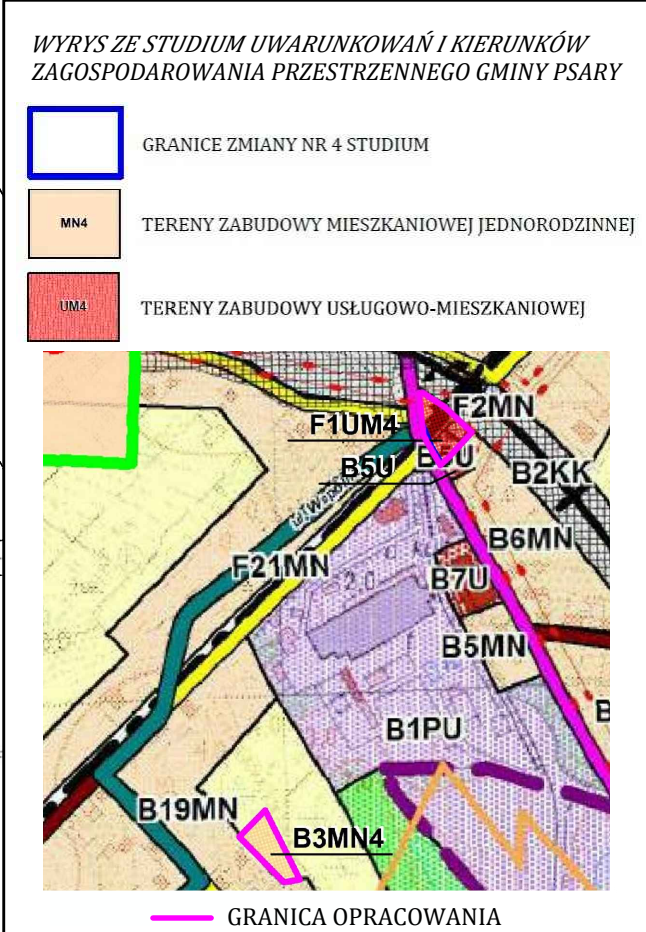 WYRYS ZE STUDIUM UWARUNKOWAŃ I KIERUNKÓW
ZAGOSPODAROWANIA PRZESTRZENNEGO GMINY PSARY
GRANICE ZMIANY NR 4 STUDIUM
MN4
TERENY ZABUDOWY MIESZKANIOWEJ JEDNORODZINNEJ
UM4
TERENY ZABUDOWY USŁUGOWO-MIESZKANIOWEJ
F2MN
F1UM4
B5U
B2KK
B6MN
F21MN
B7U
B5MN
B1PU
B19MN
B3MN4
GRANICA OPRACOWANIA